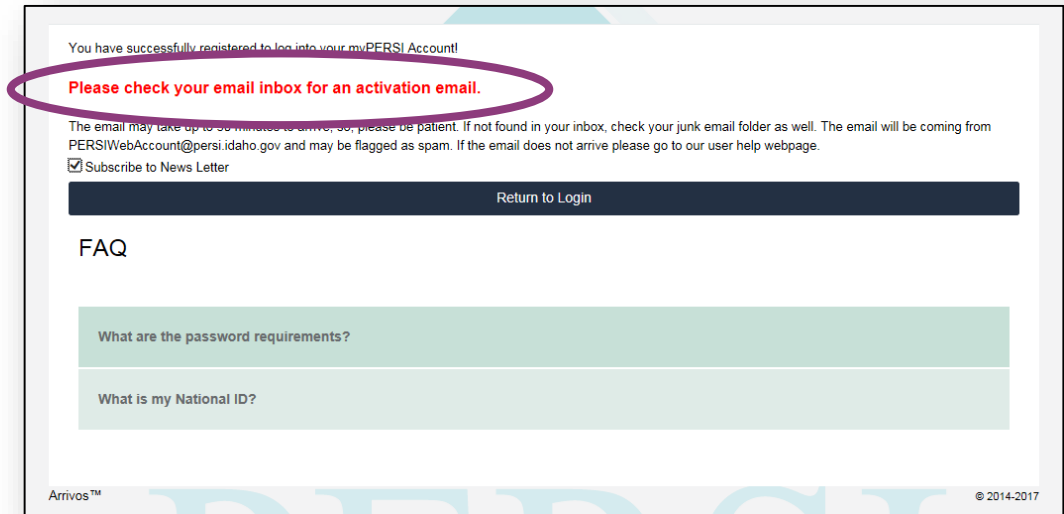 You have successfully registered to log into your myPERSI Account!
Please check your email inbox for an activation email.
The email may take up to 30 minutes to arrive, so, please be patient. If not found in your inbox, check your junk email folder as well. The email will be coming from
PERSIWebAccount@persi.idaho.gov and may be flagged as spam. If the email does not arrive please go to our user help webpage.
Subscribe to News Letter
Return to Login
FAQ
What are the password requirements?
What is my National ID?
Arrivos™
© 2014-2017
PERSI